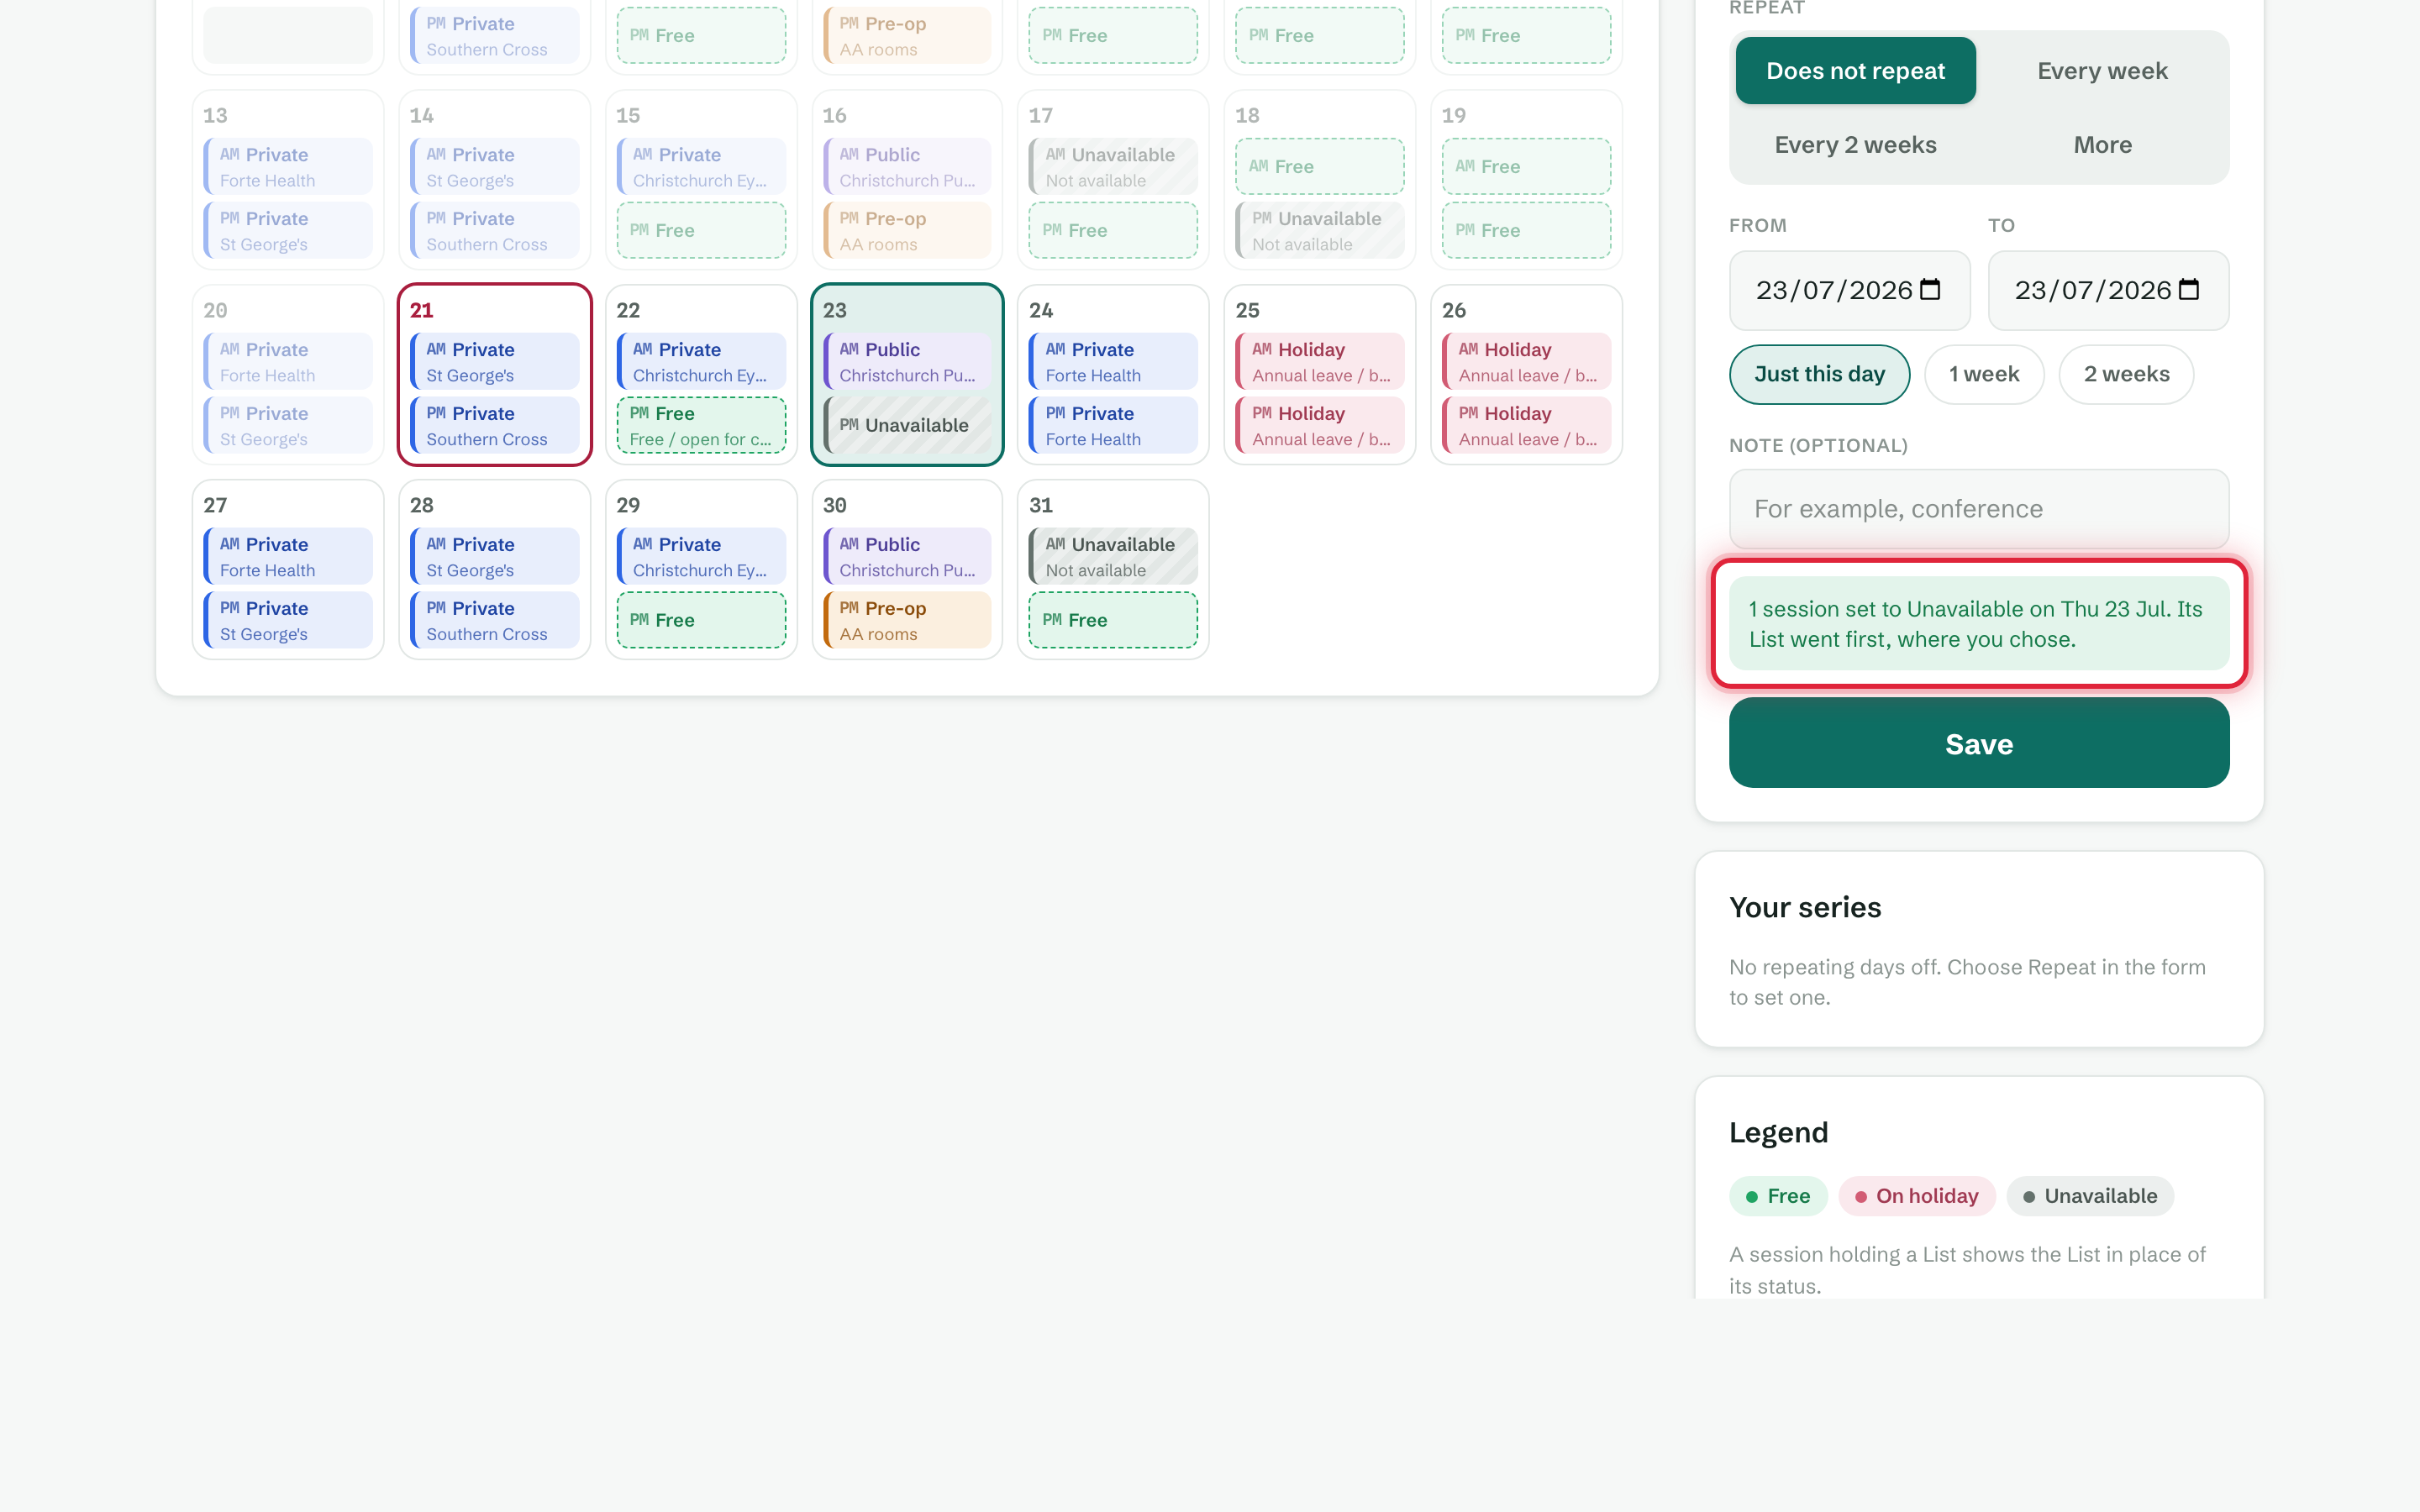 PM Private
Southern Cross
PM Free
PM Pre-op
AA rooms
PM Free
PM Free
PM Free
13
AM Private
Forte Health
PM Private
St George's
14
AM Private
St George's
PM Private
Southern Cross
15
AM Private
Christchurch Ey...
PM Free
16
AM Public
Christchurch Pu...
PM Pre-op
AA rooms
17
AM Unavailable
Not available
PM Free
18
AM Free
PM Unavailable
Not available
19
AM Free
PM Free
20
AM Private
Forte Health
PM Private
St George's
21
AM Private
St George's
PM Private
Southern Cross
22
AM Private
Christchurch Ey...
PM Free
Free / open for c...
23
AM Public
Christchurch Pu...
PM Unavailable
24
AM Private
Forte Health
PM Private
Forte Health
25
AM Holiday
Annual leave / b...
PM Holiday
Annual leave / b...
26
AM Holiday
Annual leave / b...
PM Holiday
Annual leave / b...
27
AM Private
Forte Health
PM Private
St George's
28
AM Private
St George's
PM Private
Southern Cross
29
AM Private
Christchurch Ey...
PM Free
30
AM Public
Christchurch Pu...
PM Pre-op
AA rooms
31
AM Unavailable
Not available
PM Free
REPEAT
Does not repeat
Every week
Every 2 weeks
More
FROM
TO
23/07/2026
23/07/2026
Just this day
1 week
2 weeks
NOTE (OPTIONAL)
For example, conference
1 session set to Unavailable on Thu 23 Jul. Its
List went first, where you chose.
Save
Your series
No repeating days off. Choose Repeat in the form
to set one.
Legend
Free
On holiday
Unavailable
A session holding a List shows the List in place of
its status.